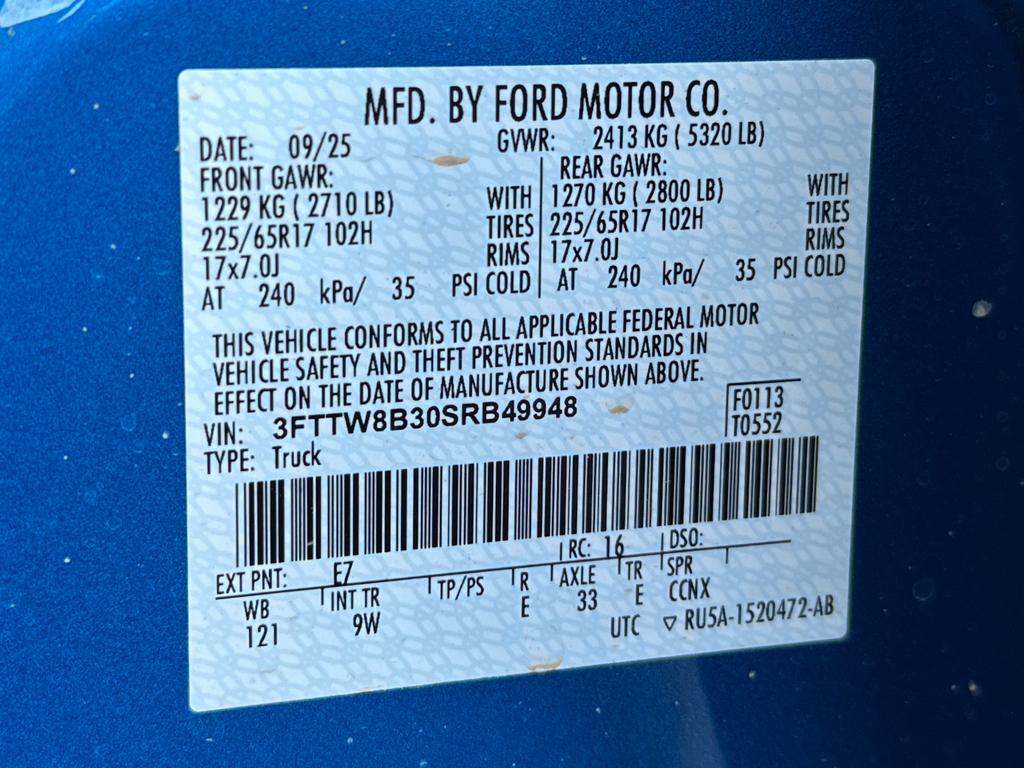 MFD. BY FORD MOTOR CO.
DATE: 09/25 GVWR: 2413 KG ( 5320 LB)
FRONT GAWR: REAR GAWR:
1229 KG ( 2710 LB) WITH 1270 KG ( 2800 LB) WITH
225/65R17 102H TIRES 225/65R17 102H TIRES
17x7.0J RIMS 17x7.0J RIMS
AT 240 kPa/ 35 PSI COLD AT 240 kPa/ 35 PSI COLD
THIS VEHICLE CONFORMS TO ALL APPLICABLE FEDERAL MOTOR
VEHICLE SAFETY AND THEFT PREVENTION STANDARDS IN
EFFECT ON THE DATE OF MANUFACTURE SHOWN ABOVE.
VIN: 3FTTW8B30SRB49948 F0113
TYPE: Truck T0552
EXT PNT: E7 RC: 16 DSO:
WB INT TR TP/PS R AXLE TR SPR
121 9W E 33 E CCNX
UTC ▽ RU5A-1520472-AB